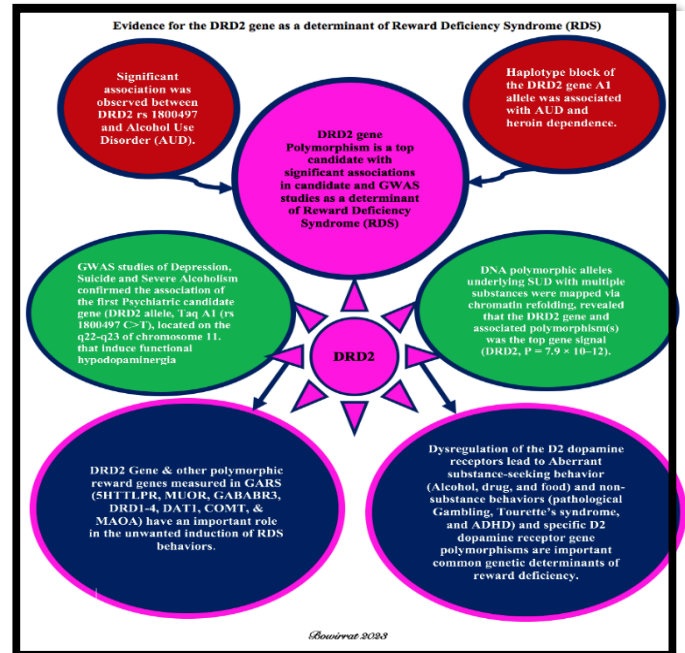 Evidence for the DRD2 gene as a determinant of Reward Deficiency Syndrome (RDS)
Significant
association was
observed between
DRD2 rs 1800497
and Alcohol Use
Disorder (AUD).
Haplotype block of
the DRD2 gene A1
allele was associated
with AUD and
heroin dependence.
DRD2 gene
Polymorphism is a top
candidate with
significant associations
in candidate and GWAS
studies as a determinant
of Reward Deficiency
Syndrome (RDS)
GWAS studies of Depression,
Suicide and Severe Alcoholism
confirmed the association of
the first Psychiatric candidate
gene (DRD2 allele, Taq A1 (rs
1800497 C>T), located on the
q22-q23 of chromosome 11.
that induce functional
hypodopaminergia
DNA polymorphic alleles
underlying SUD with multiple
substances were mapped via
chromatin refolding, revealed
that the DRD2 gene and
associated polymorphism(s)
was the top gene signal
(DRD2, P = 7.9 × 10–12).
DRD2
DRD2 Gene & other polymorphic
reward genes measured in GARS
(5HTTLPR, MUOR, GABABR3,
DRD1-4, DAT1, COMT, &
MAOA) have an important role
in the unwanted induction of RDS
behaviors.
Dysregulation of the D2 dopamine
receptors lead to Aberrant
substance-seeking behavior
(Alcohol, drug, and food) and non-
substance behaviors (pathological
Gambling, Tourette’s syndrome,
and ADHD) and specific D2
dopamine receptor gene
polymorphisms are important
common genetic determinants of
reward deficiency.
Bowirrat 2023